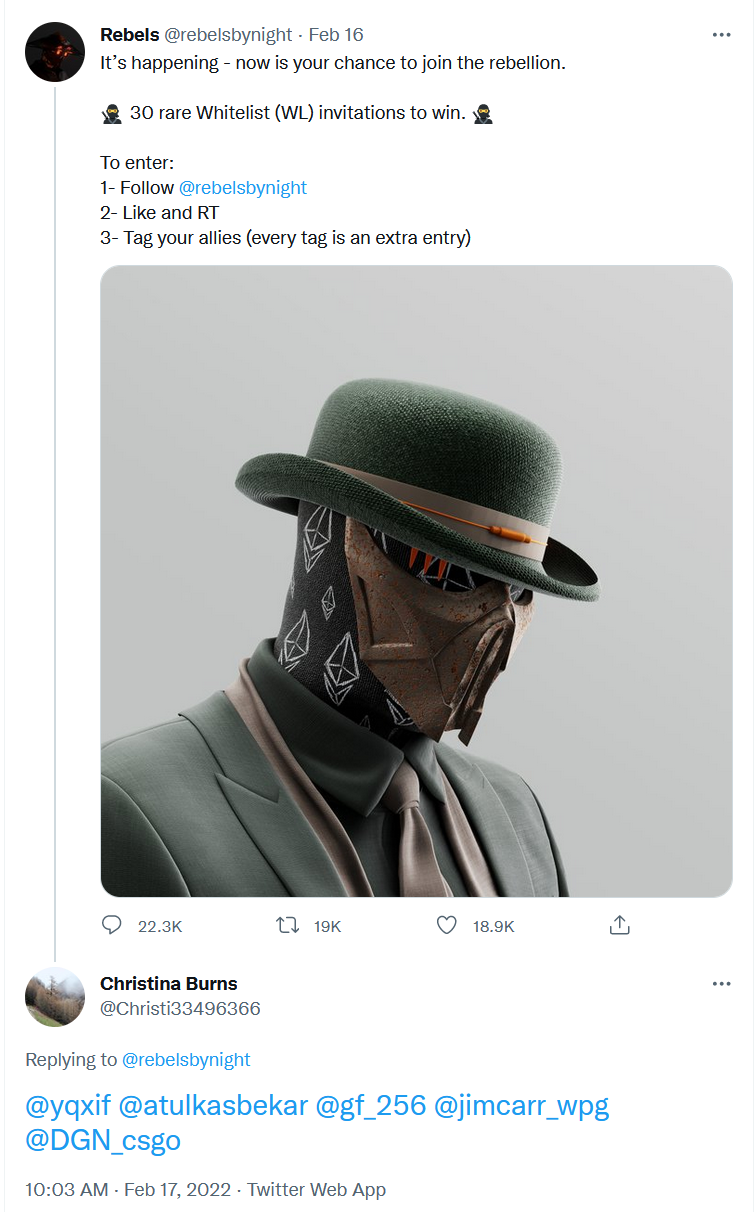 Rebels @rebelsbynight · Feb 16
It’s happening - now is your chance to join the rebellion.
🥷 30 rare Whitelist (WL) invitations to win. 🥷
To enter:
1- Follow @rebelsbynight
2- Like and RT
3- Tag your allies (every tag is an extra entry)
22.3K 19K 18.9K
Christina Burns
@Christi33496366
Replying to @rebelsbynight
@yqxif @atulkasbekar @gf_256 @jimcarr_wpg
@DGN_csgo
10:03 AM · Feb 17, 2022 · Twitter Web App